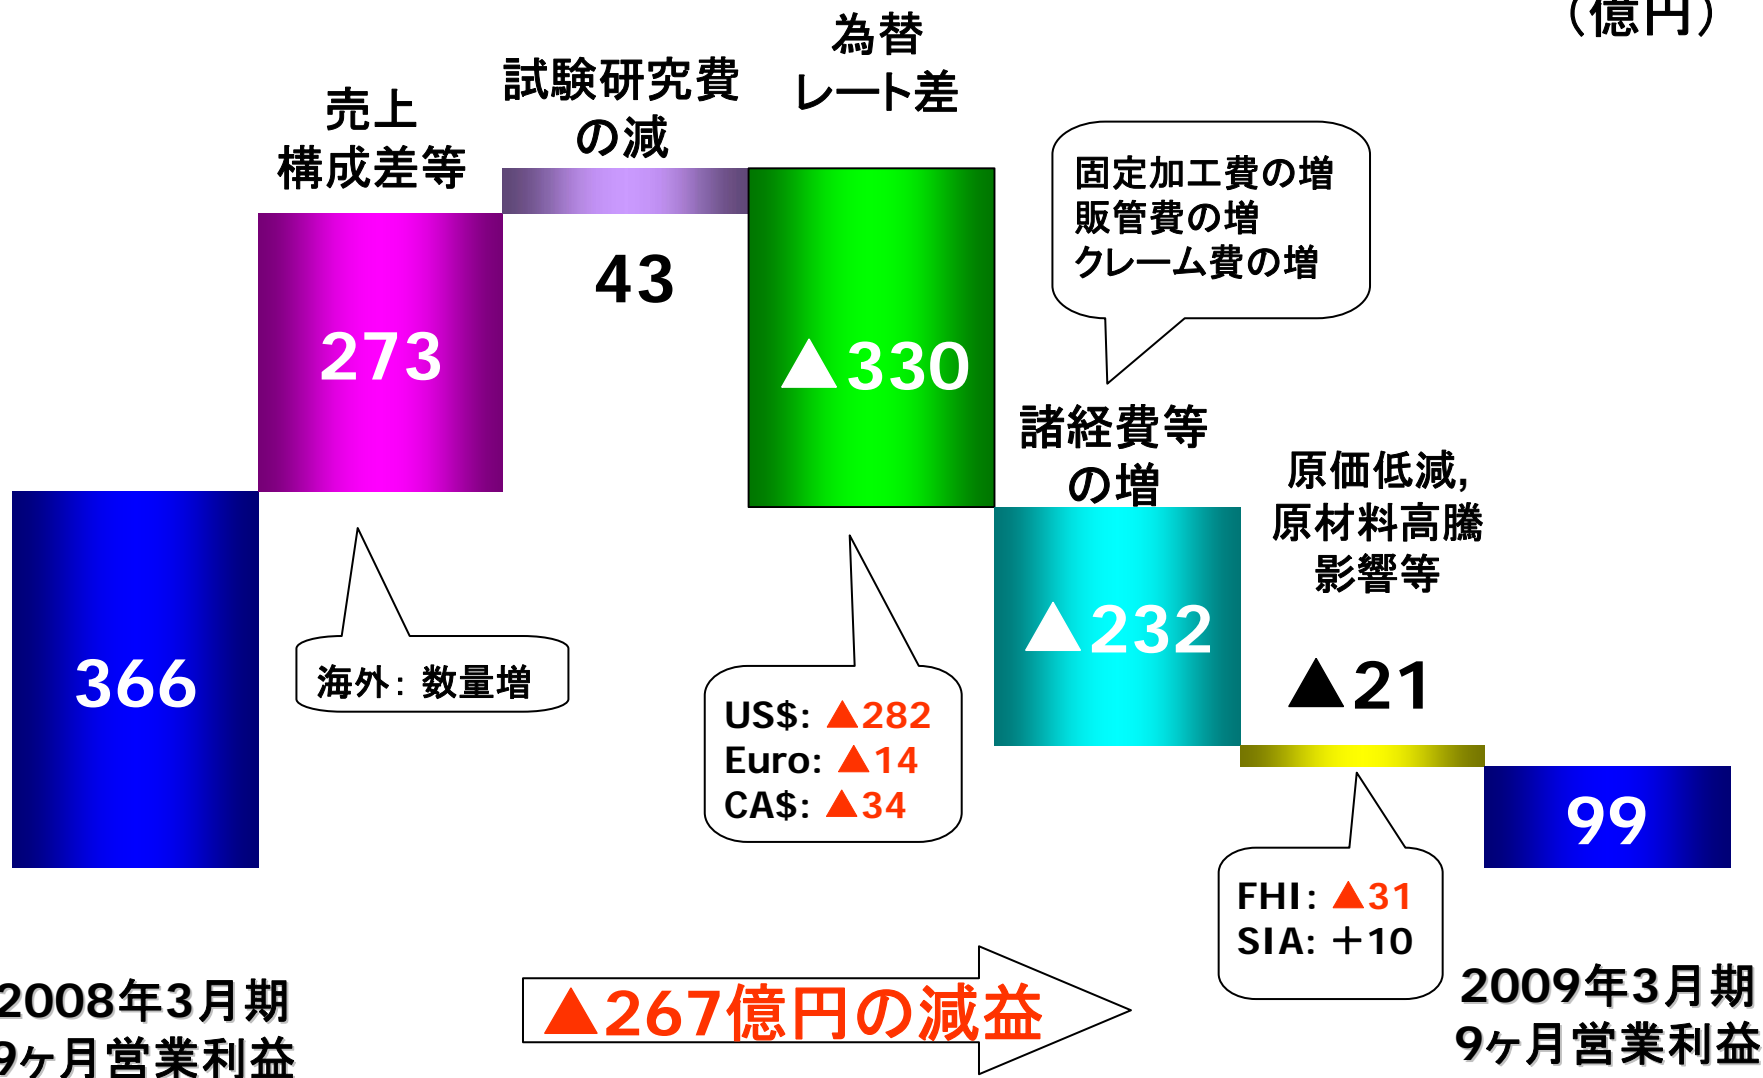 （億円）
売上
構成差等
試験研究費
の減
為替
レート差
固定加工費の増
販管費の増
クレーム費の増
43
273
▲330
諸経費等
の増
原価低減,
原材料高騰
影響等
366
海外: 数量増
▲232
▲21
US$: ▲282
Euro: ▲14
CA$: ▲34
99
FHI: ▲31
SIA: ＋10
2008年3月期
9ヶ月営業利益
▲267億円の減益
2009年3月期
9ヶ月営業利益